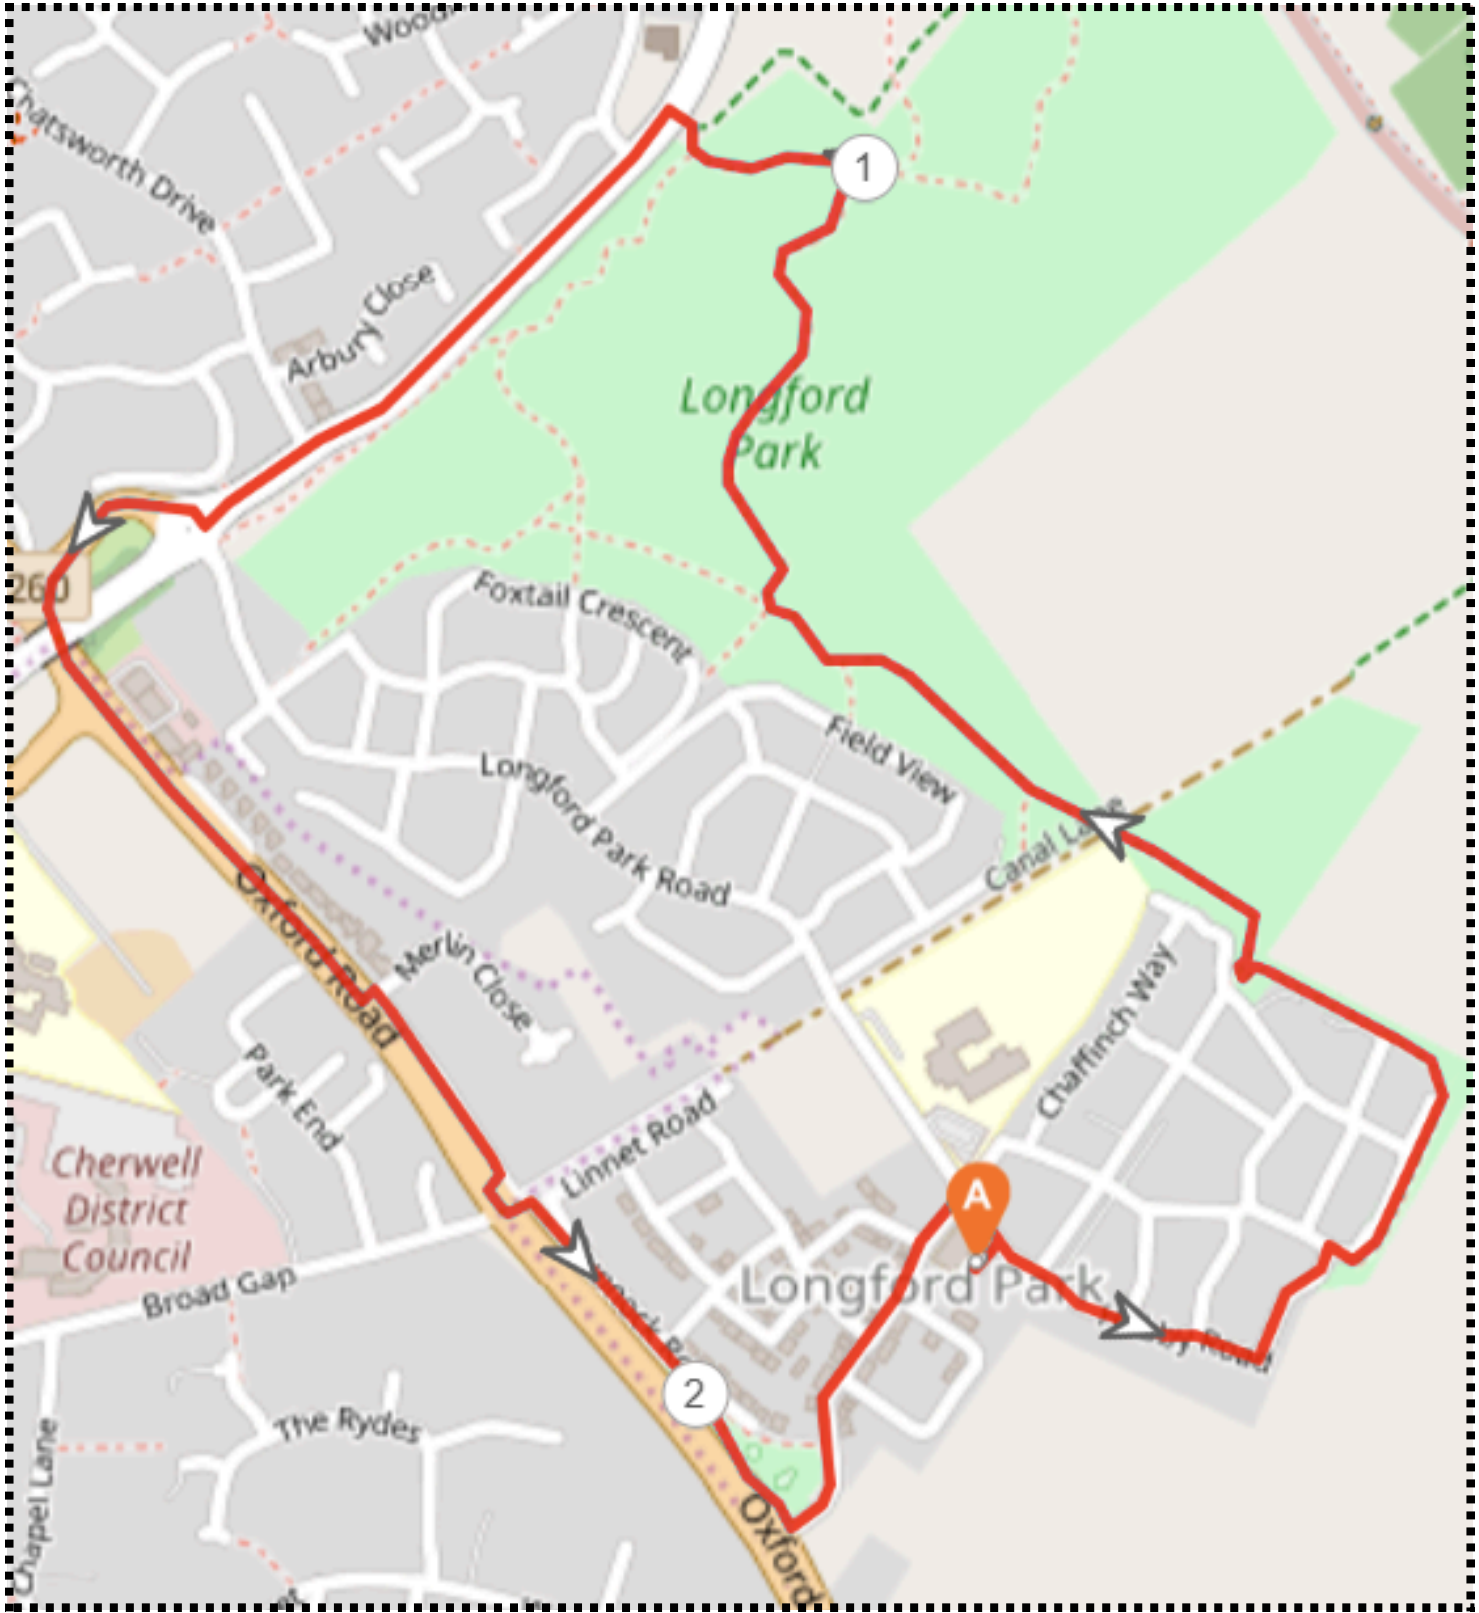 Chatsworth Drive
Arbury Close
1
Longford
Park
260
Foxtail Crescent
Field View
Longford Park Road
Canal Lane
Oxford Road
Merlin Close
Chaffinch Way
Park End
Linnet Road
Cherwell
District
Council
A
Longford Park
Broad Gap
2
The Rydes
Chapel Lane
Oxford